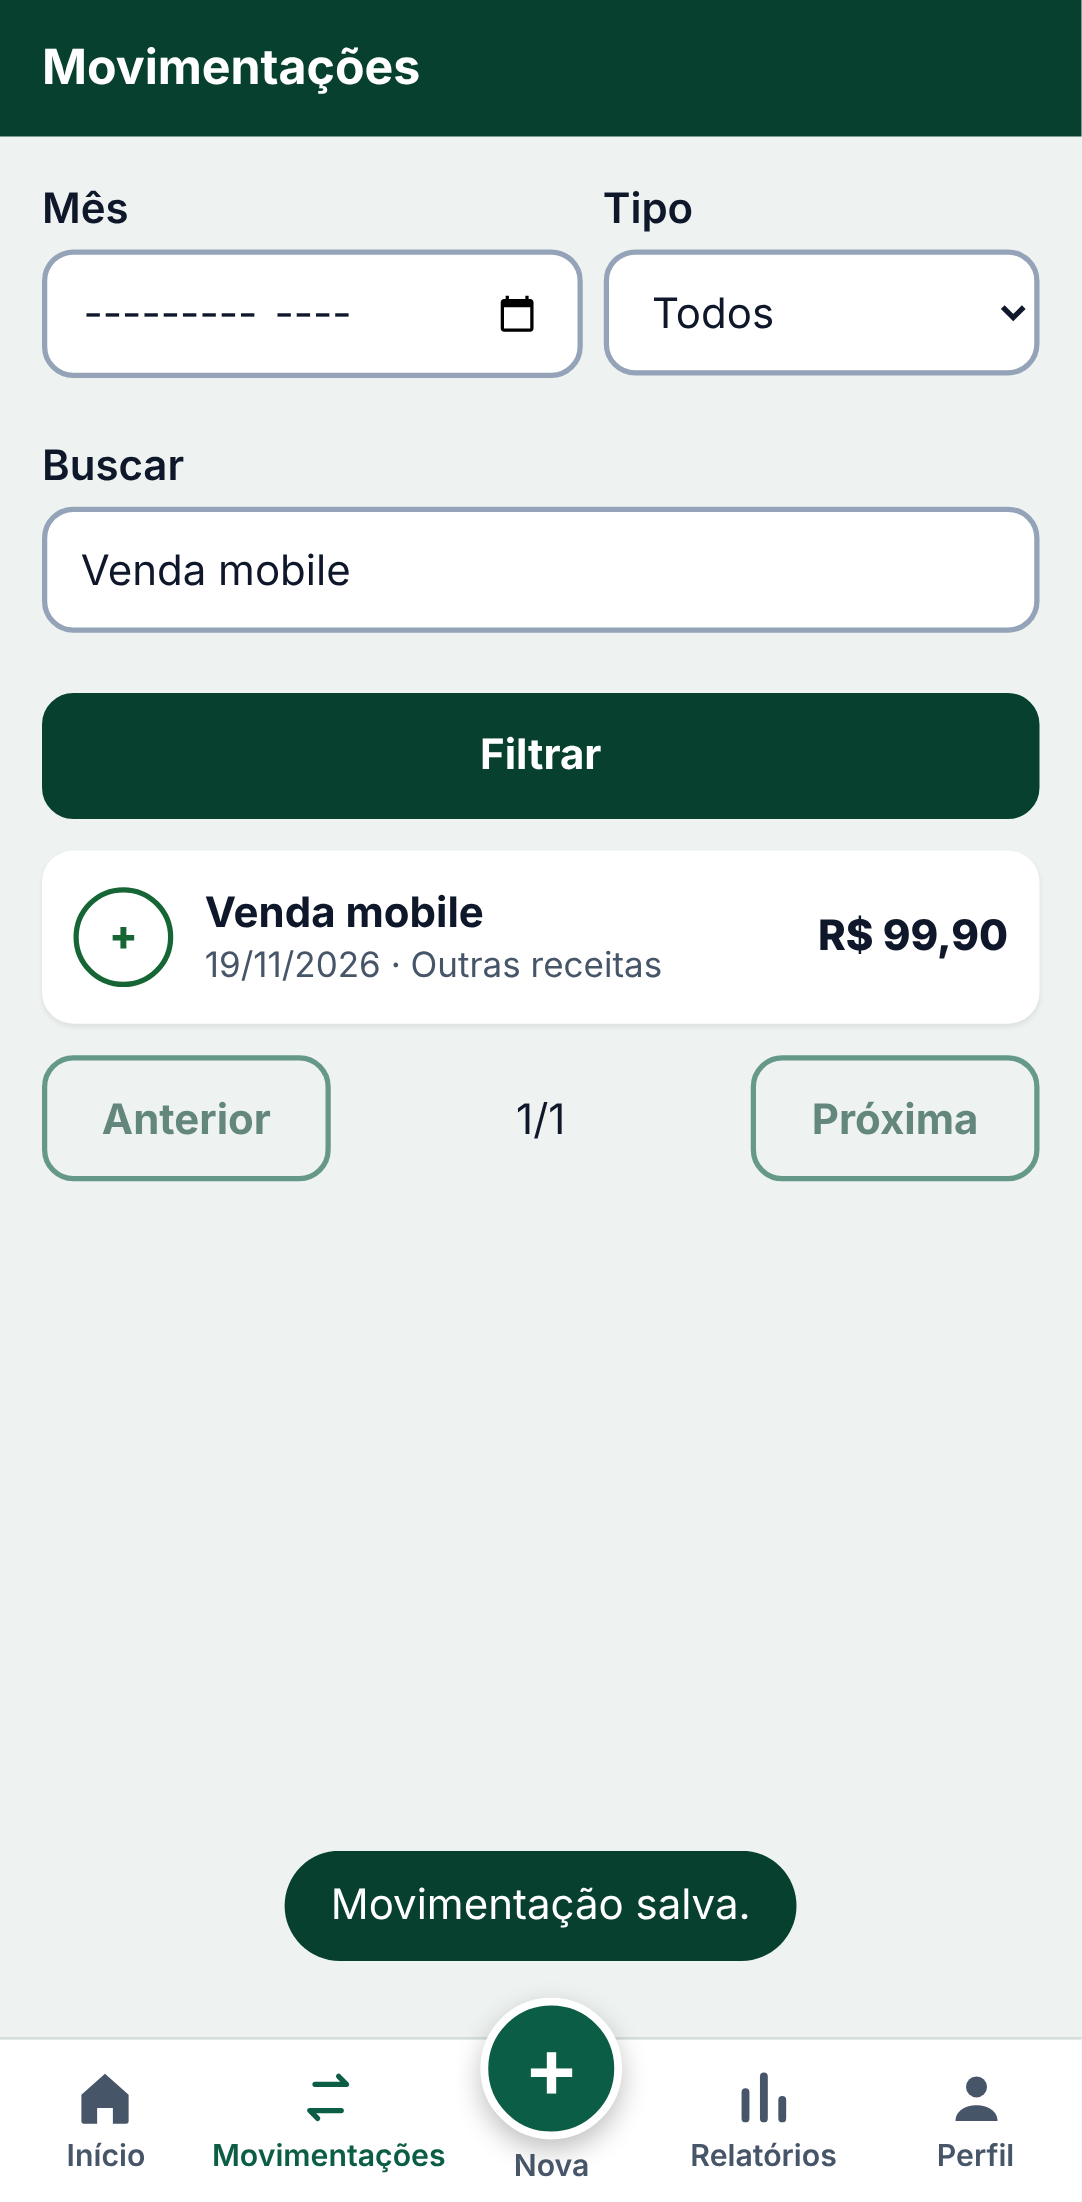 Movimentações
Mês
Tipo
--------- ----
Todos
Buscar
Venda mobile
Filtrar
+
Venda mobile
19/11/2026 · Outras receitas
R$ 99,90
Anterior
1/1
Próxima
Movimentação salva.
+
Início
Movimentações
Nova
Relatórios
Perfil